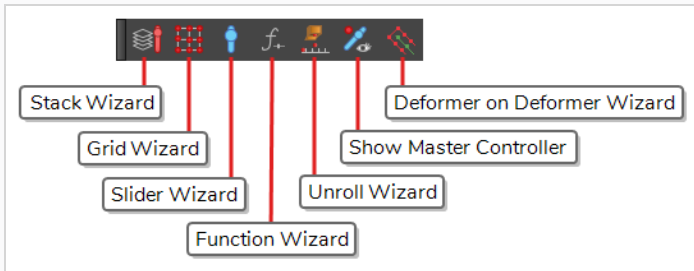 Stack Wizard
Deformer on Deformer Wizard
Grid Wizard
Show Master Controller
Slider Wizard
Unroll Wizard
Function Wizard